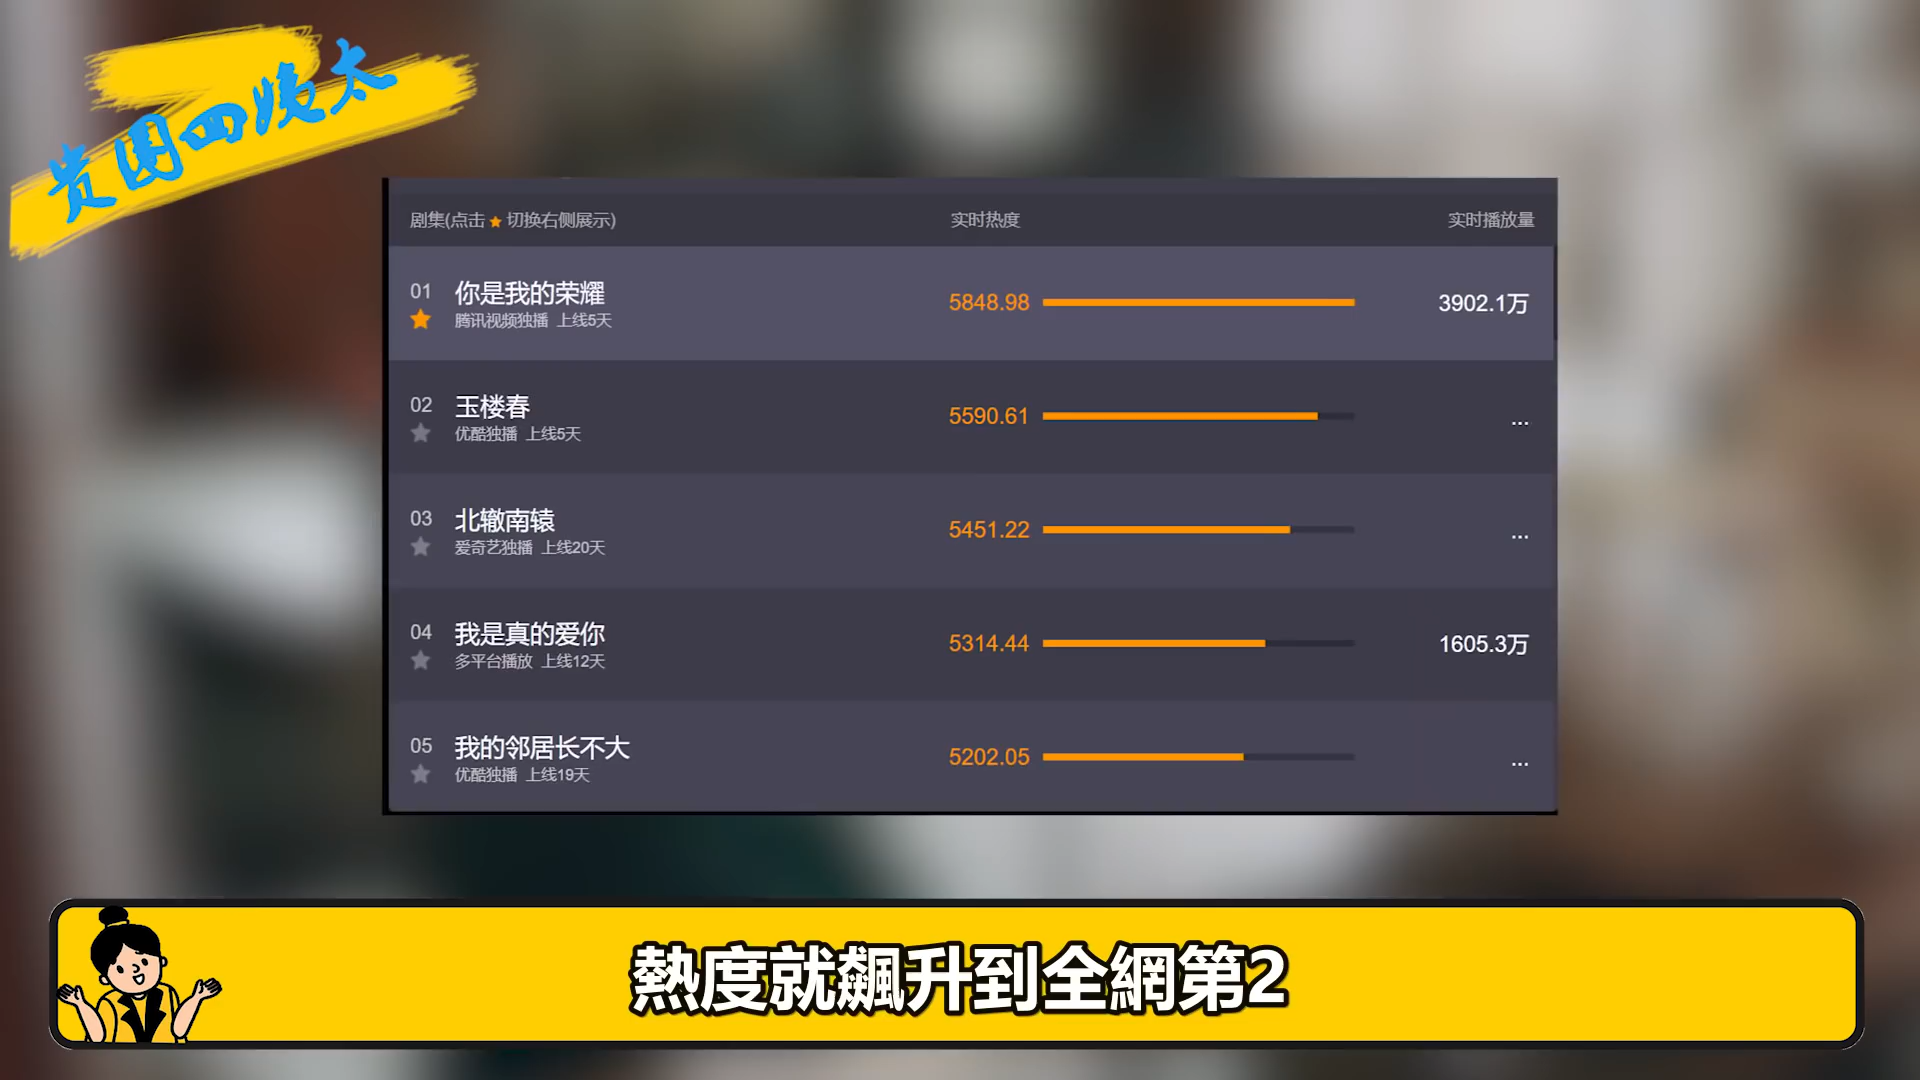 贵圈四姨太
剧集(点击★切换右侧展示) 实时热度 实时播放量
01 你是我的荣耀 5848.98 3902.1万
腾讯视频独播 上线5天
02 玉楼春 5590.61 ...
优酷独播 上线5天
03 北辙南辕 5451.22 ...
爱奇艺独播 上线20天
04 我是真的爱你 5314.44 1605.3万
多平台播放 上线12天
05 我的邻居长不大 5202.05 ...
优酷独播 上线19天
熱度就飆升到全網第2